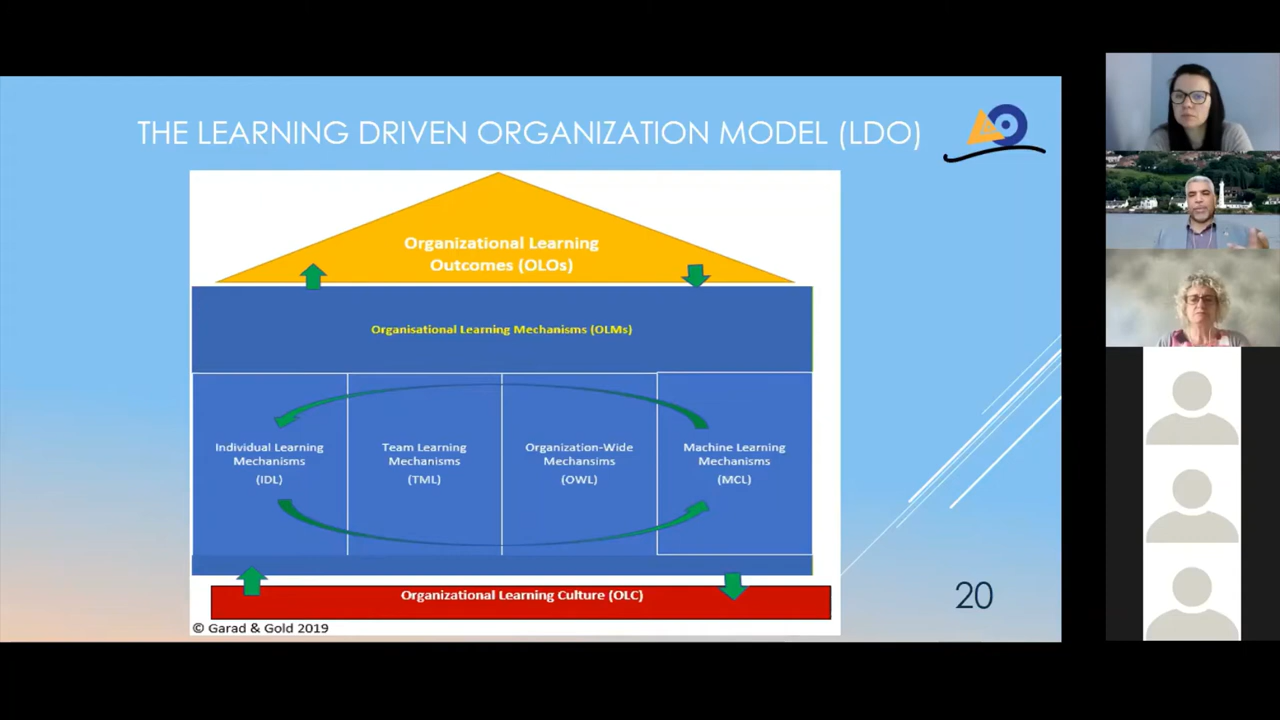 THE LEARNING DRIVEN ORGANIZATION MODEL (LDO)
Organizational Learning
Outcomes (OLOs)
Organisational Learning Mechanisms (OLMs)
Individual Learning
Mechanisms
(IDL)
Team Learning
Mechanisms
(TML)
Organization-Wide
Mechansims
(OWL)
Machine Learning
Mechanisms
(MCL)
Organizational Learning Culture (OLC)
© Garad & Gold 2019
20